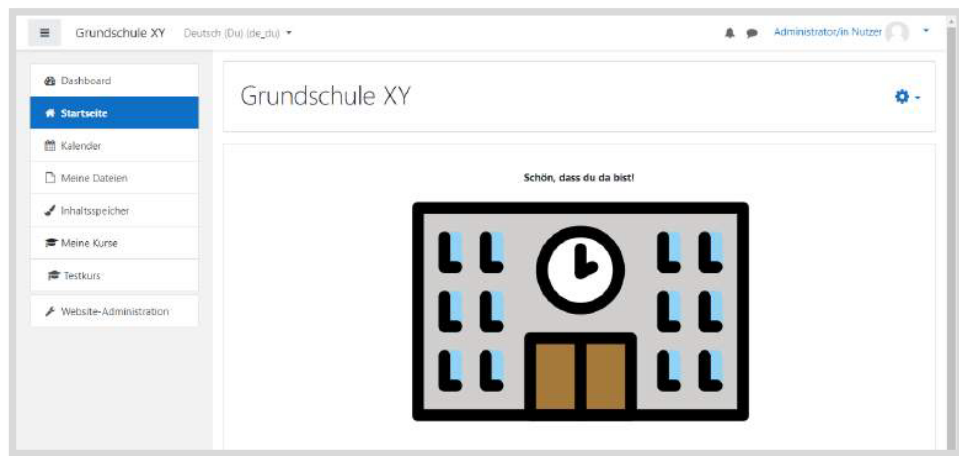 Grundschule XY Deutsch (Du) (de_du)
Administrator/in Nutzer
Dashboard
Startseite
Kalender
Meine Dateien
Inhaltsspeicher
Meine Kurse
Testkurs
Website-Administration
Grundschule XY
Schön, dass du da bist!